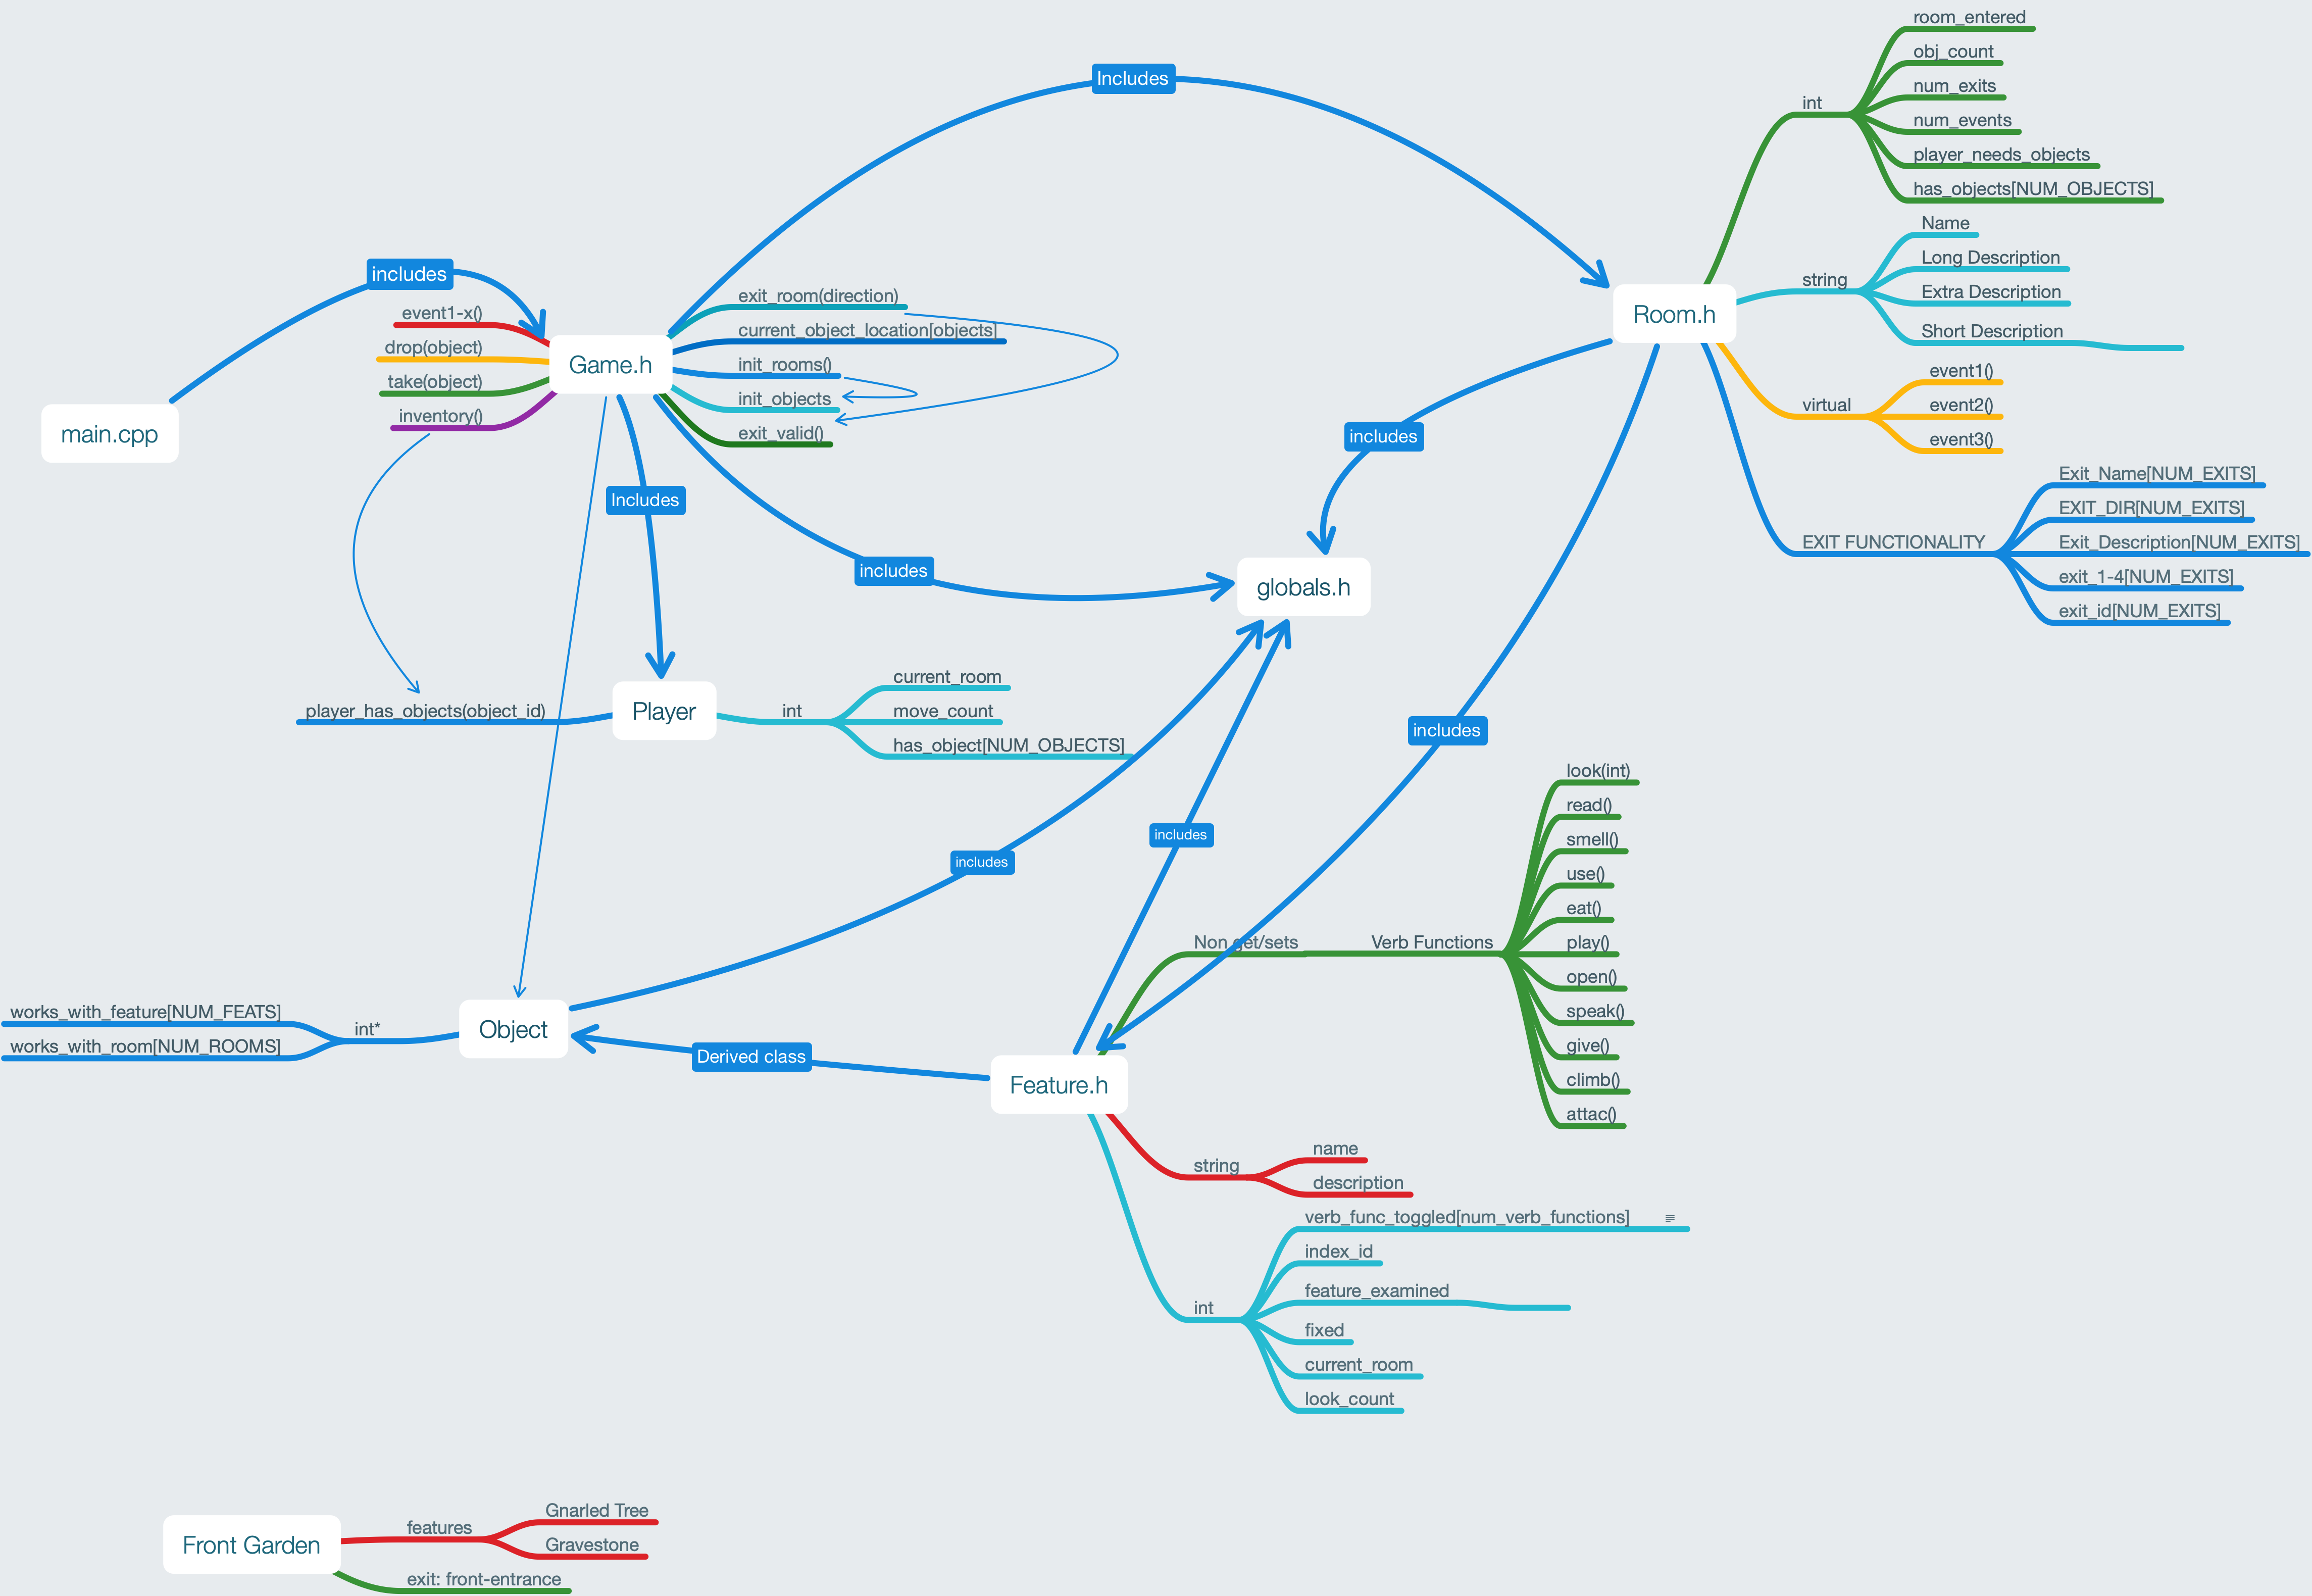 main.cpp
includes
event1-x()
drop(object)
take(object)
inventory()
Game.h
exit_room(direction)
current_object_location[objects]
init_rooms()
init_objects
exit_valid()
Includes
Room.h
int
room_entered
obj_count
num_exits
num_events
player_needs_objects
has_objects[NUM_OBJECTS]
string
Name
Long Description
Extra Description
Short Description
virtual
event1()
event2()
event3()
EXIT FUNCTIONALITY
Exit_Name[NUM_EXITS]
EXIT_DIR[NUM_EXITS]
Exit_Description[NUM_EXITS]
exit_1-4[NUM_EXITS]
exit_id[NUM_EXITS]
includes
Includes
includes
globals.h
player_has_objects(object_id)
Player
int
current_room
move_count
has_object[NUM_OBJECTS]
includes
includes
includes
works_with_feature[NUM_FEATS]
works_with_room[NUM_ROOMS]
int*
Object
Derived class
Feature.h
Non get/sets
Verb Functions
look(int)
read()
smell()
use()
eat()
play()
open()
speak()
give()
climb()
attac()
string
name
description
int
verb_func_toggled[num_verb_functions]
index_id
feature_examined
fixed
current_room
look_count
Front Garden
features
Gnarled Tree
Gravestone
exit: front-entrance